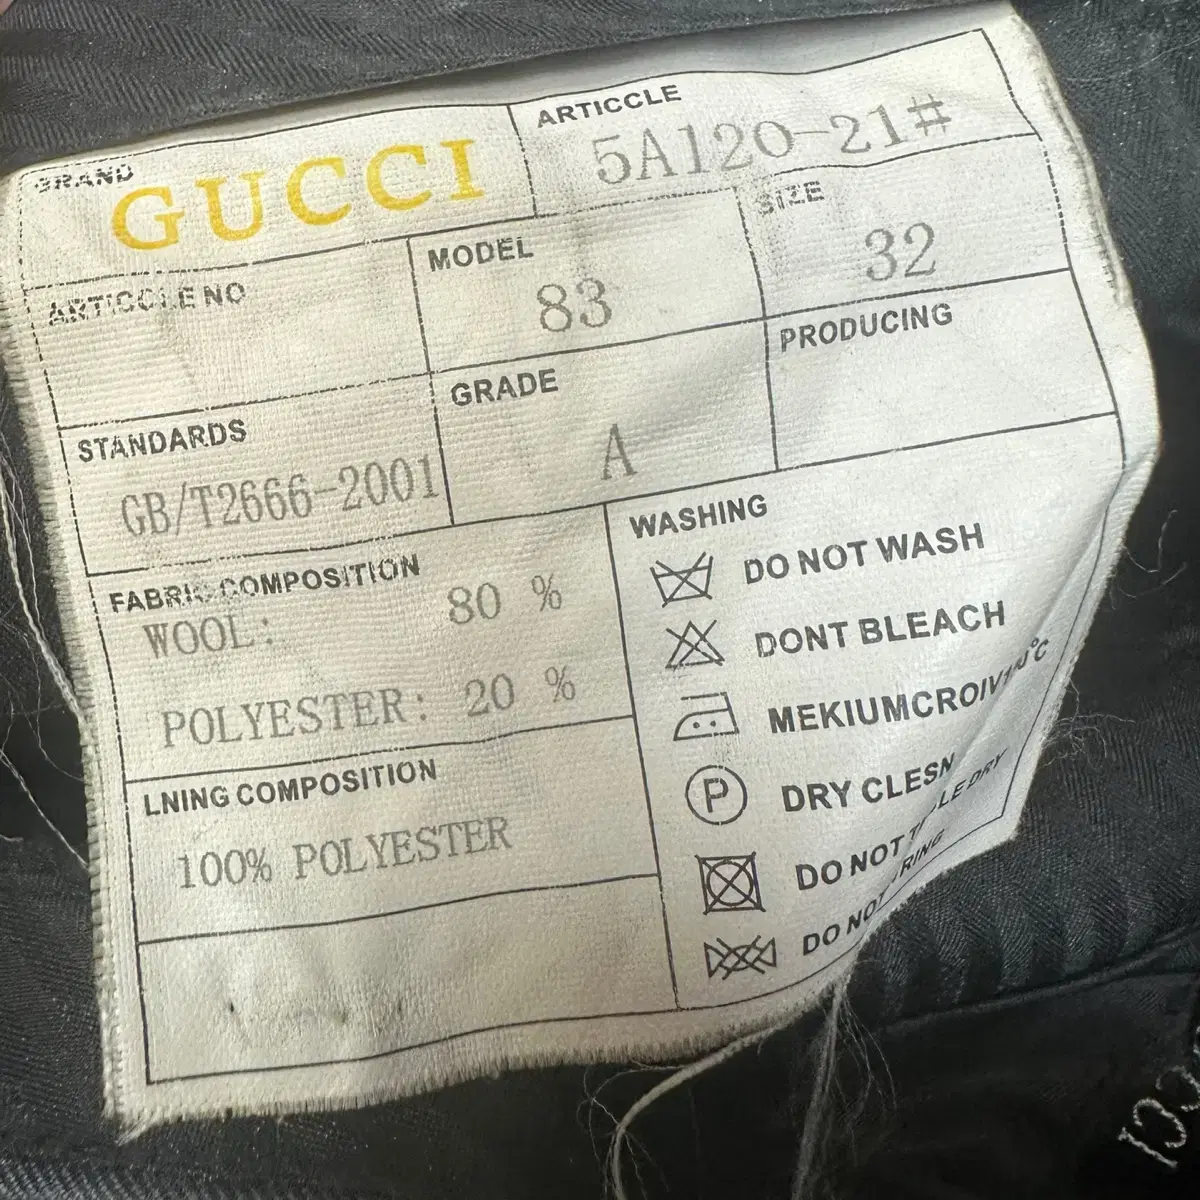 BRAND
GUCCI
ARTICCLE
5A120-21#
ARTICCLE NO
MODEL
83
SIZE
32
STANDARDS
GB/T2666-2001
GRADE
A
PRODUCING
FABRIC COMPOSITION
WOOL: 80 %
POLYESTER: 20 %
LNING COMPOSITION
100% POLYESTER
WASHING
DO NOT WASH
DONT BLEACH
MEKIUMCROIV
P
DRY CLESN
DO NOT DRY
DO NOT